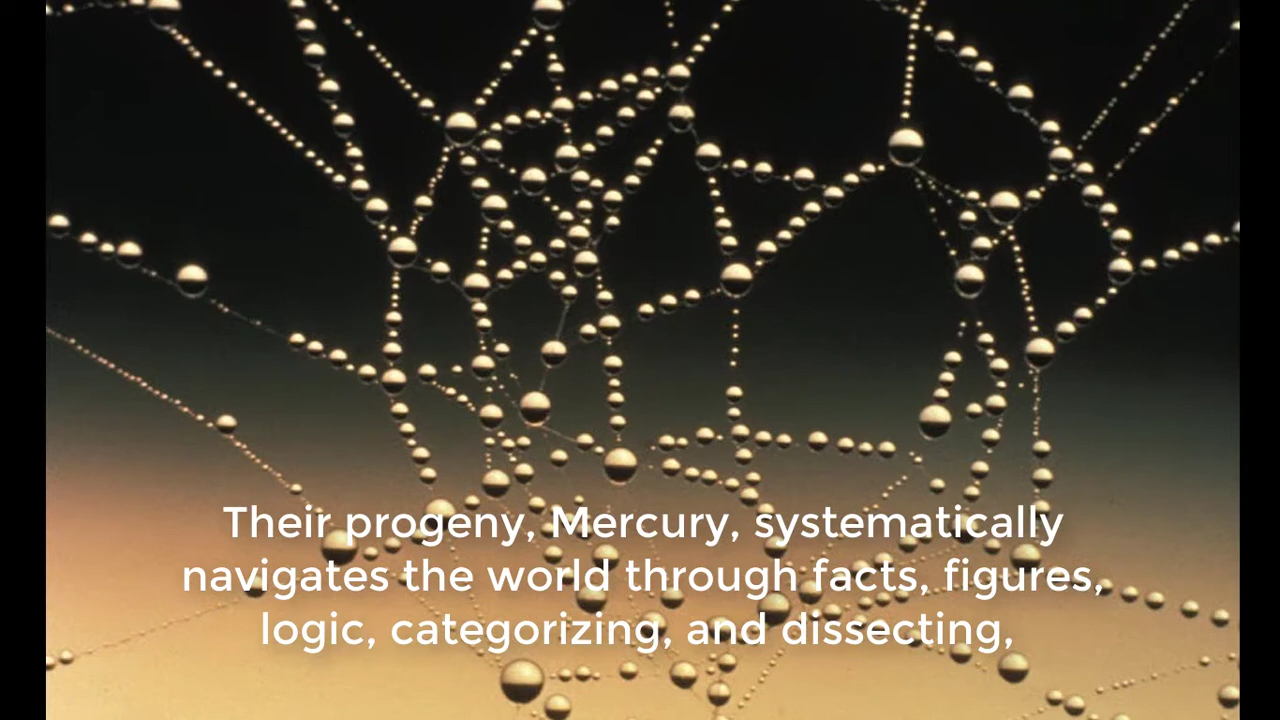 Their progeny, Mercury, systematically
navigates the world through facts, figures,
logic, categorizing, and dissecting,